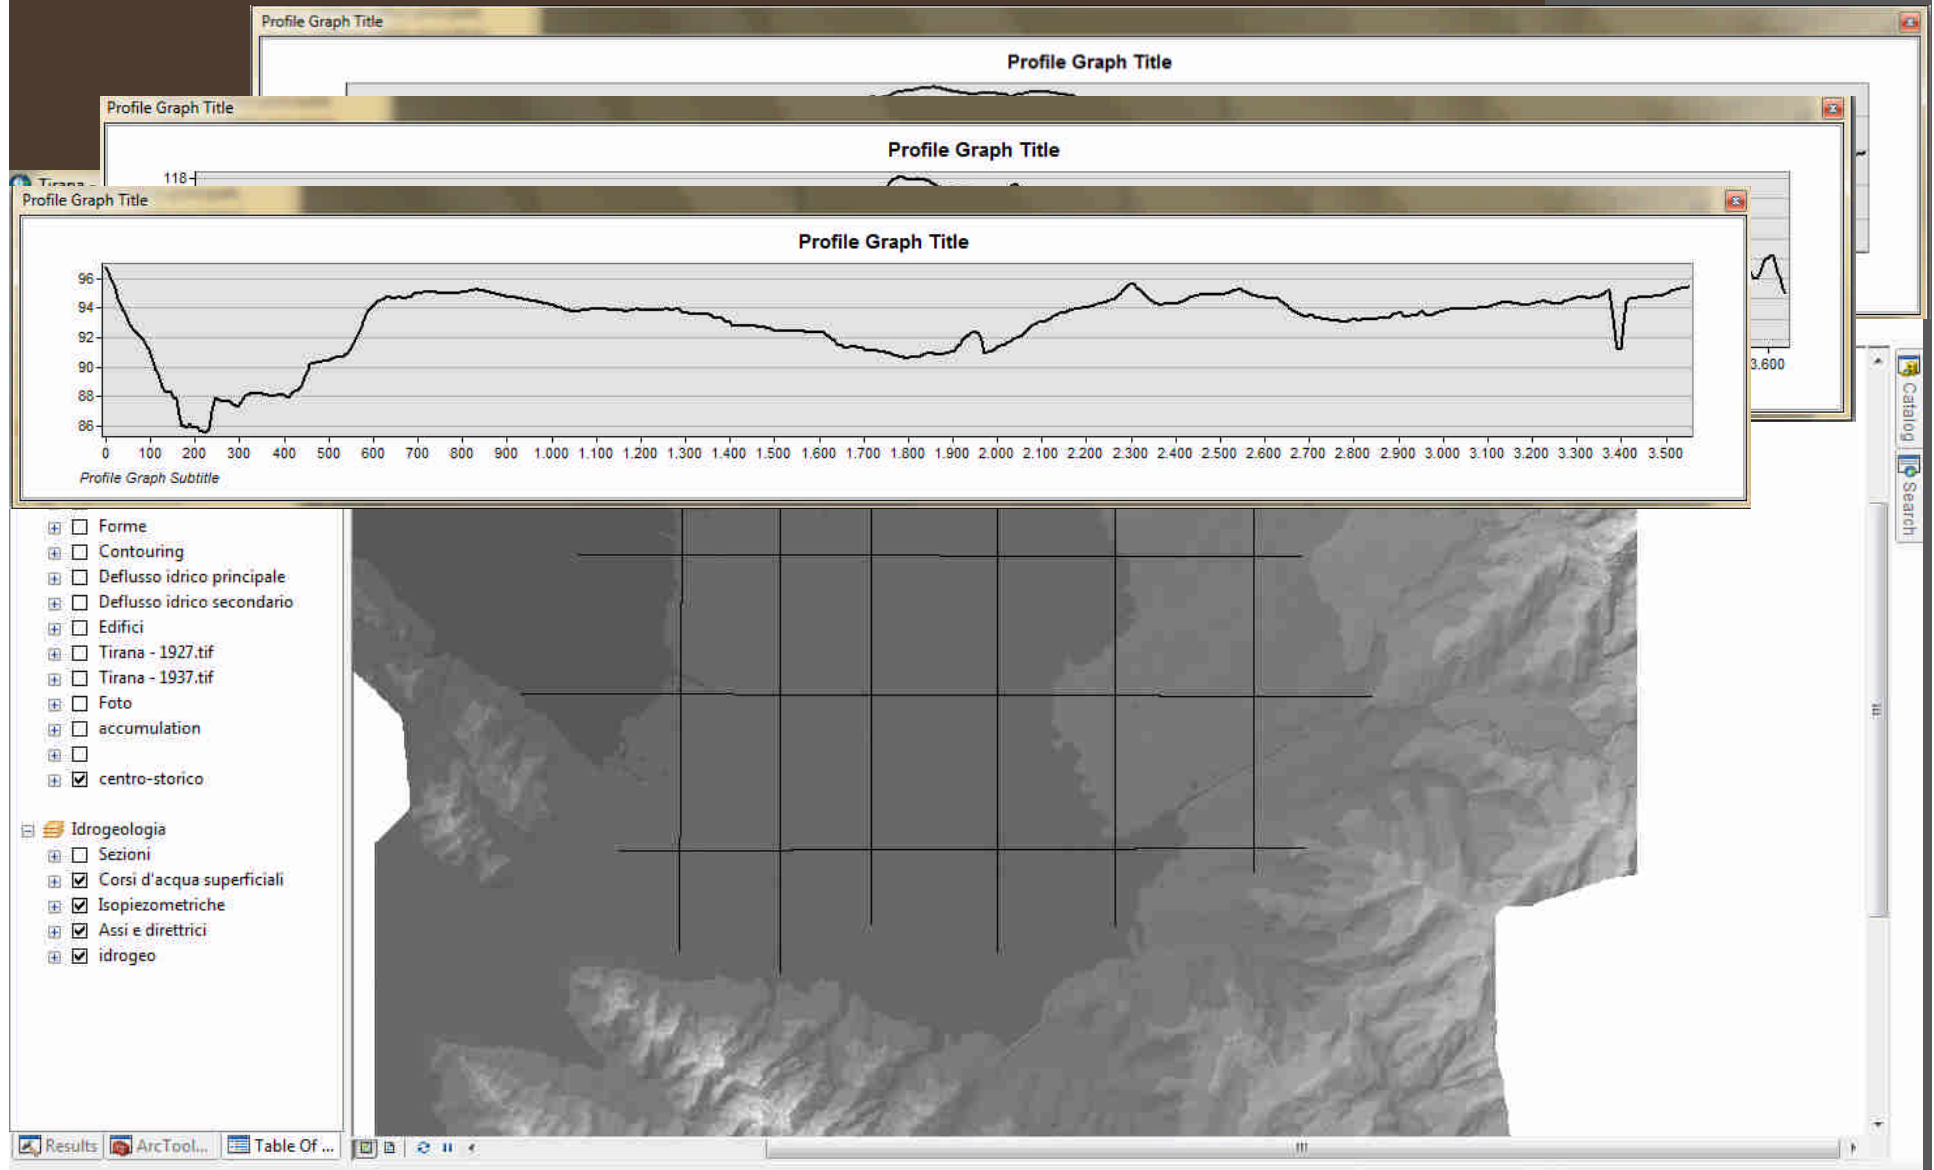 Profile Graph Title
Profile Graph Title
Profile Graph Title
Profile Graph Title
118
Tirana -
Profile Graph Title
Profile Graph Title
96
94
92
90
88
86
0 100 200 300 400 500 600 700 800 900 1.000 1.100 1.200 1.300 1.400 1.500 1.600 1.700 1.800 1.900 2.000 2.100 2.200 2.300 2.400 2.500 2.600 2.700 2.800 2.900 3.000 3.100 3.200 3.300 3.400 3.500
Profile Graph Subtitle
3.600
Catalog
Search
Forme
Contouring
Deflusso idrico principale
Deflusso idrico secondario
Edifici
Tirana - 1927.tif
Tirana - 1937.tif
Foto
accumulation
centro-storico
Idrogeologia
Sezioni
Corsi d'acqua superficiali
Isopiezometriche
Assi e direttrici
idrogeo
Results ArcTool... Table Of ...